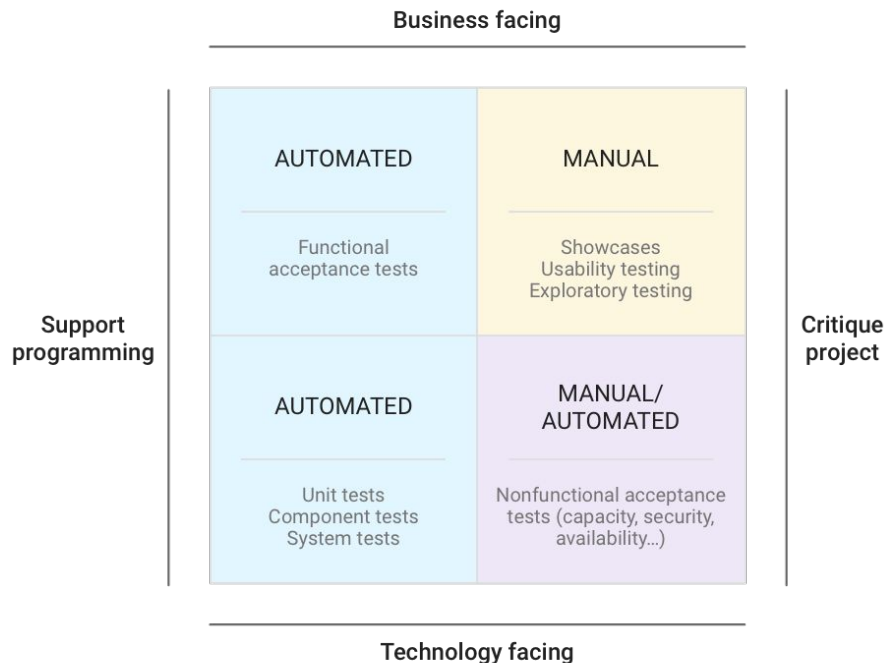 Business facing
AUTOMATED
Functional
acceptance tests
MANUAL
Showcases
Usability testing
Exploratory testing
Support
programming
Critique
project
AUTOMATED
Unit tests
Component tests
System tests
MANUAL/
AUTOMATED
Nonfunctional acceptance
tests (capacity, security,
availability...)
Technology facing